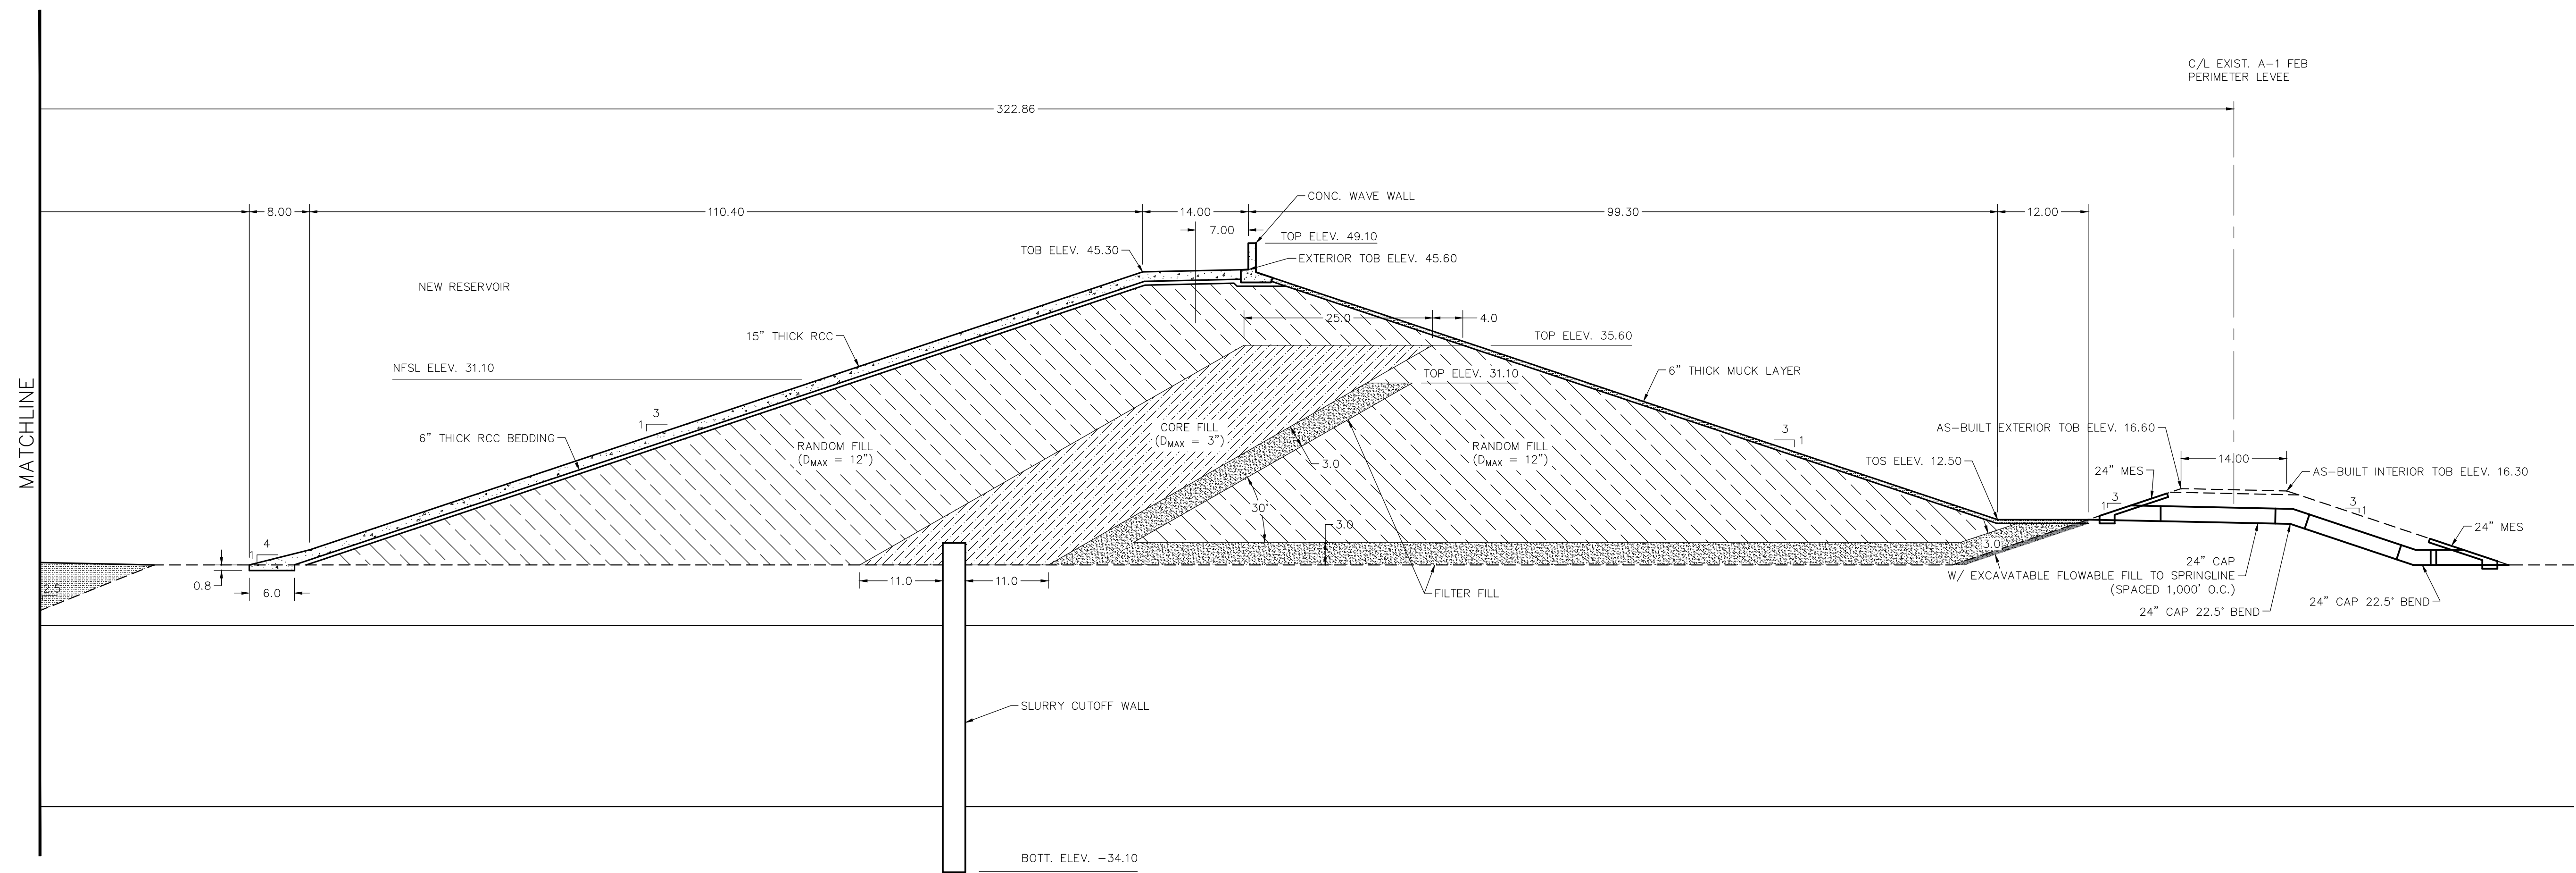 C/L EXIST. A-1 FEB
PERIMETER LEVEE
322.86
CONC. WAVE WALL
8.00
110.40
14.00
99.30
12.00
7.00
TOP ELEV. 49.10
TOB ELEV. 45.30
EXTERIOR TOB ELEV. 45.60
NEW RESERVOIR
25.0
4.0
15" THICK RCC
TOP ELEV. 35.60
NFSL ELEV. 31.10
TOP ELEV. 31.10
6" THICK MUCK LAYER
MATCHLINE
3
1
6" THICK RCC BEDDING
RANDOM FILL
(DMAX = 12")
CORE FILL
(DMAX = 3")
RANDOM FILL
(DMAX = 12")
3
1
AS-BUILT EXTERIOR TOB ELEV. 16.60
3.0
TOS ELEV. 12.50
14.00
24" MES
AS-BUILT INTERIOR TOB ELEV. 16.30
3
1
3
1
30°
3.0
24" MES
4
1
3.0
24" CAP
W/ EXCAVATABLE FLOWABLE FILL TO SPRINGLINE
(SPACED 1,000' O.C.)
24" CAP 22.5° BEND
24" CAP 22.5° BEND
2.5
0.8
6.0
11.0
11.0
FILTER FILL
SLURRY CUTOFF WALL
BOTT. ELEV. -34.10